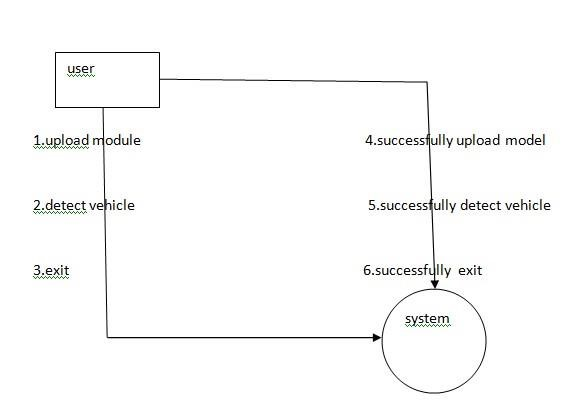 user
1.upload module
4.successfully upload model
2.detect vehicle
5.successfully detect vehicle
3.exit
6.successfully exit
system